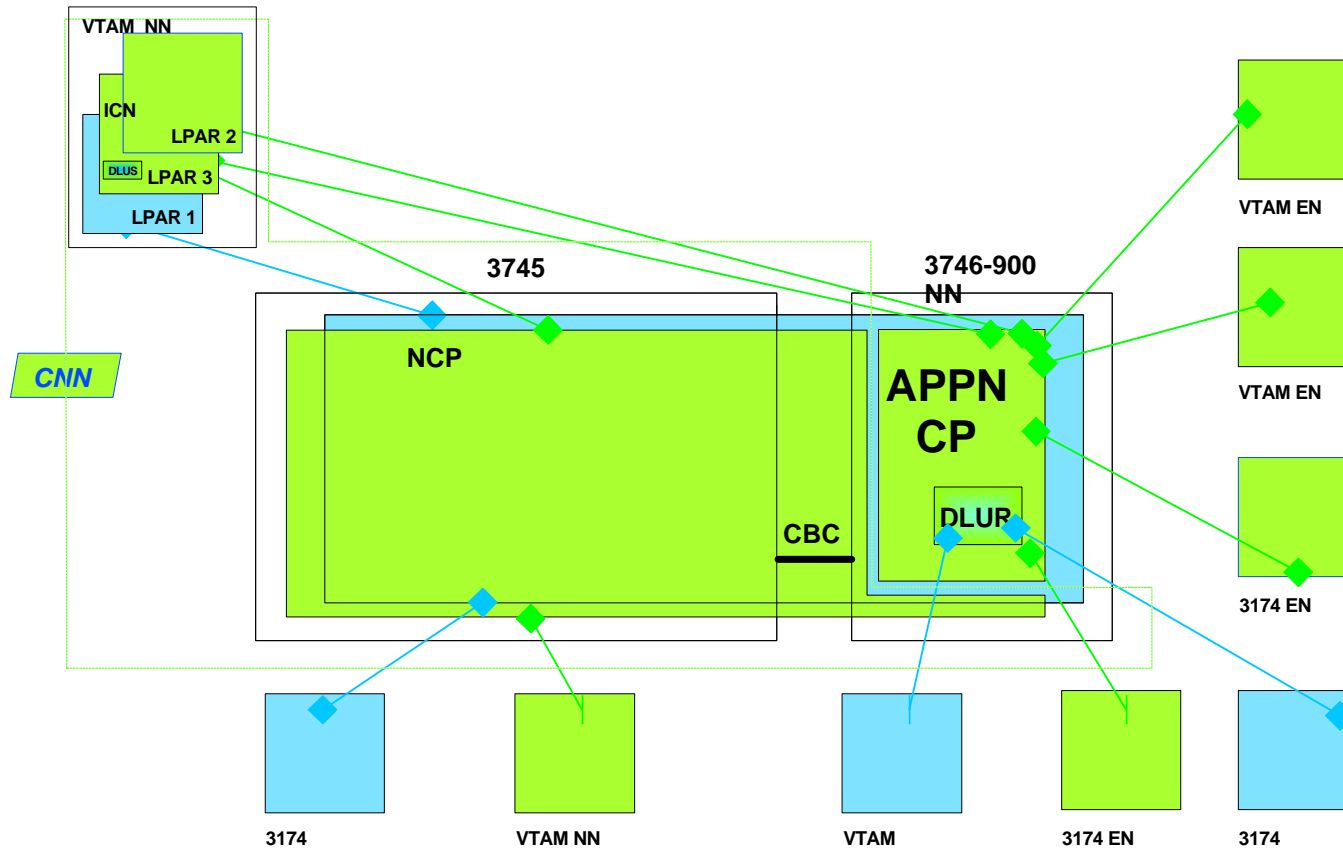 VTAM NN
ICN
LPAR 2
DLUS
LPAR 3
LPAR 1
3745
3746-900
NN
VTAM EN
CNN
NCP
APPN
CP
VTAM EN
DLUR
CBC
3174 EN
3174
VTAM NN
VTAM
3174 EN
3174